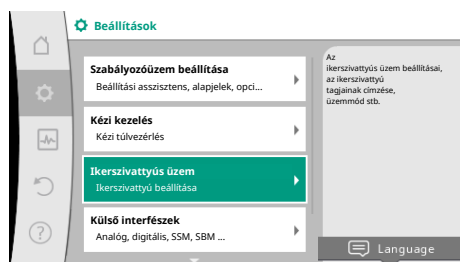 Beállítások
Szabályozóüzem beállítása
Beállítási asszisztens, alapjelek, opci...
Kézi kezelés
Kézi túlvezérlés
Ikerszivattyús üzem
Ikerszivattyú beállítása
Külső interfészek
Analóg, digitális, SSM, SBM ...
Az
ikerszivattyús üzem beállításai,
az ikerszivattyú
tagjainak címzése,
üzemmód stb.
Language